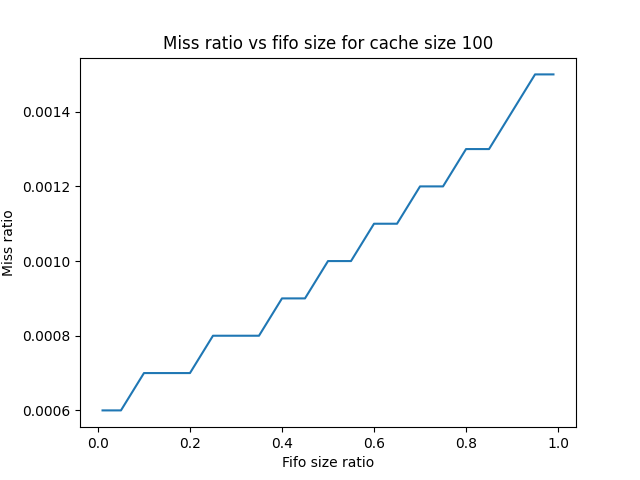 Miss ratio vs fifo size for cache size 100
Miss ratio
0.0014
0.0012
0.0010
0.0008
0.0006
0.0 0.2 0.4 0.6 0.8 1.0
Fifo size ratio